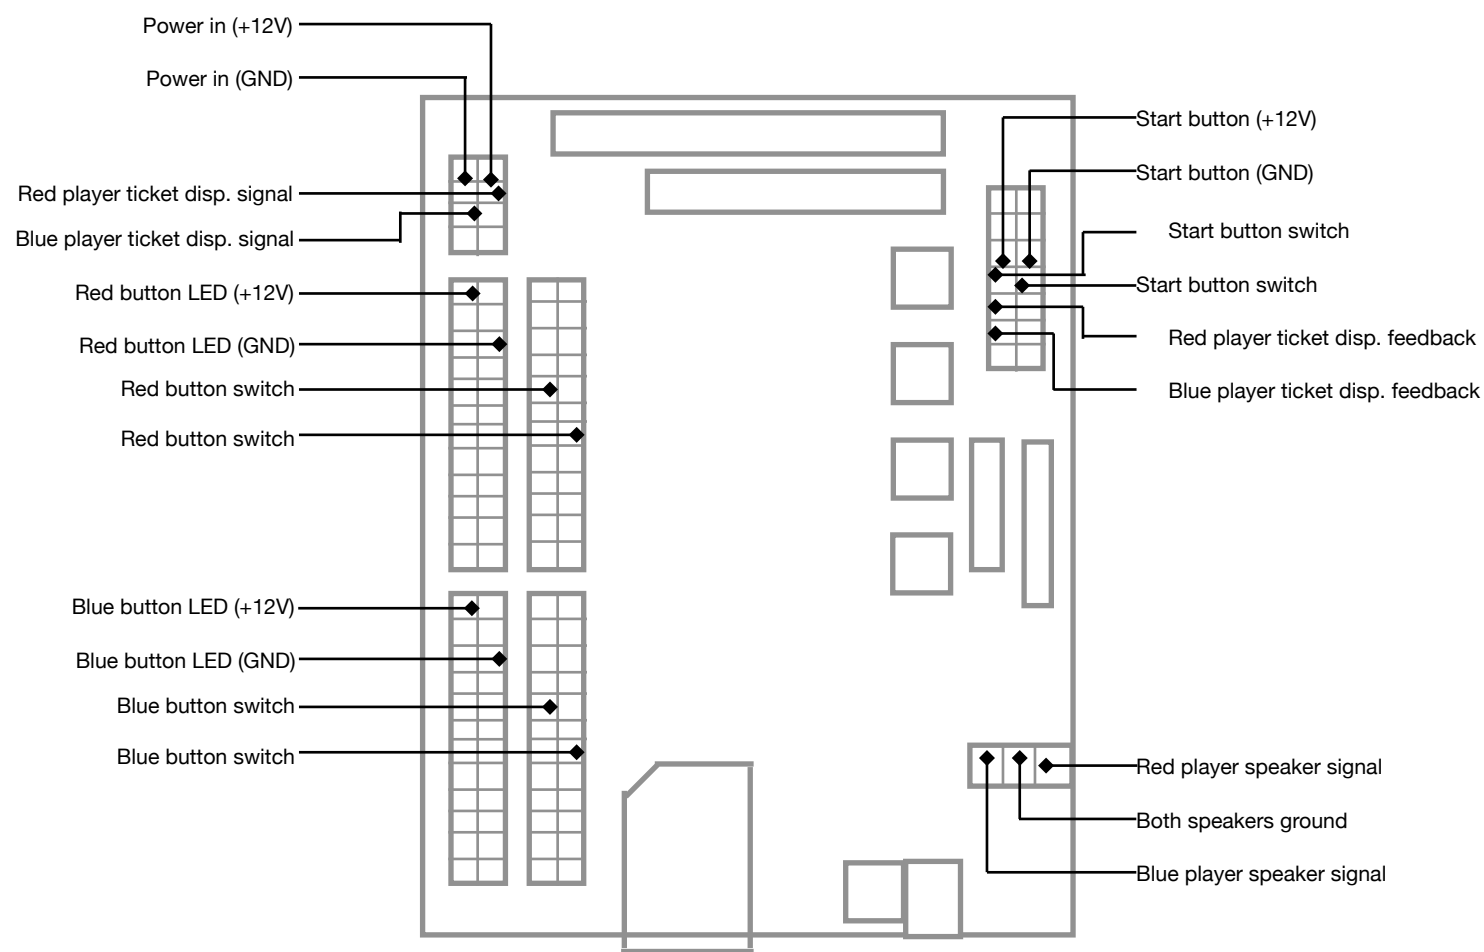 Power in (+12V)
Power in (GND)
Red player ticket disp. signal
Blue player ticket disp. signal
Red button LED (+12V)
Red button LED (GND)
Red button switch
Red button switch
Blue button LED (+12V)
Blue button LED (GND)
Blue button switch
Blue button switch
Start button (+12V)
Start button (GND)
Start button switch
Start button switch
Red player ticket disp. feedback
Blue player ticket disp. feedback
Red player speaker signal
Both speakers ground
Blue player speaker signal